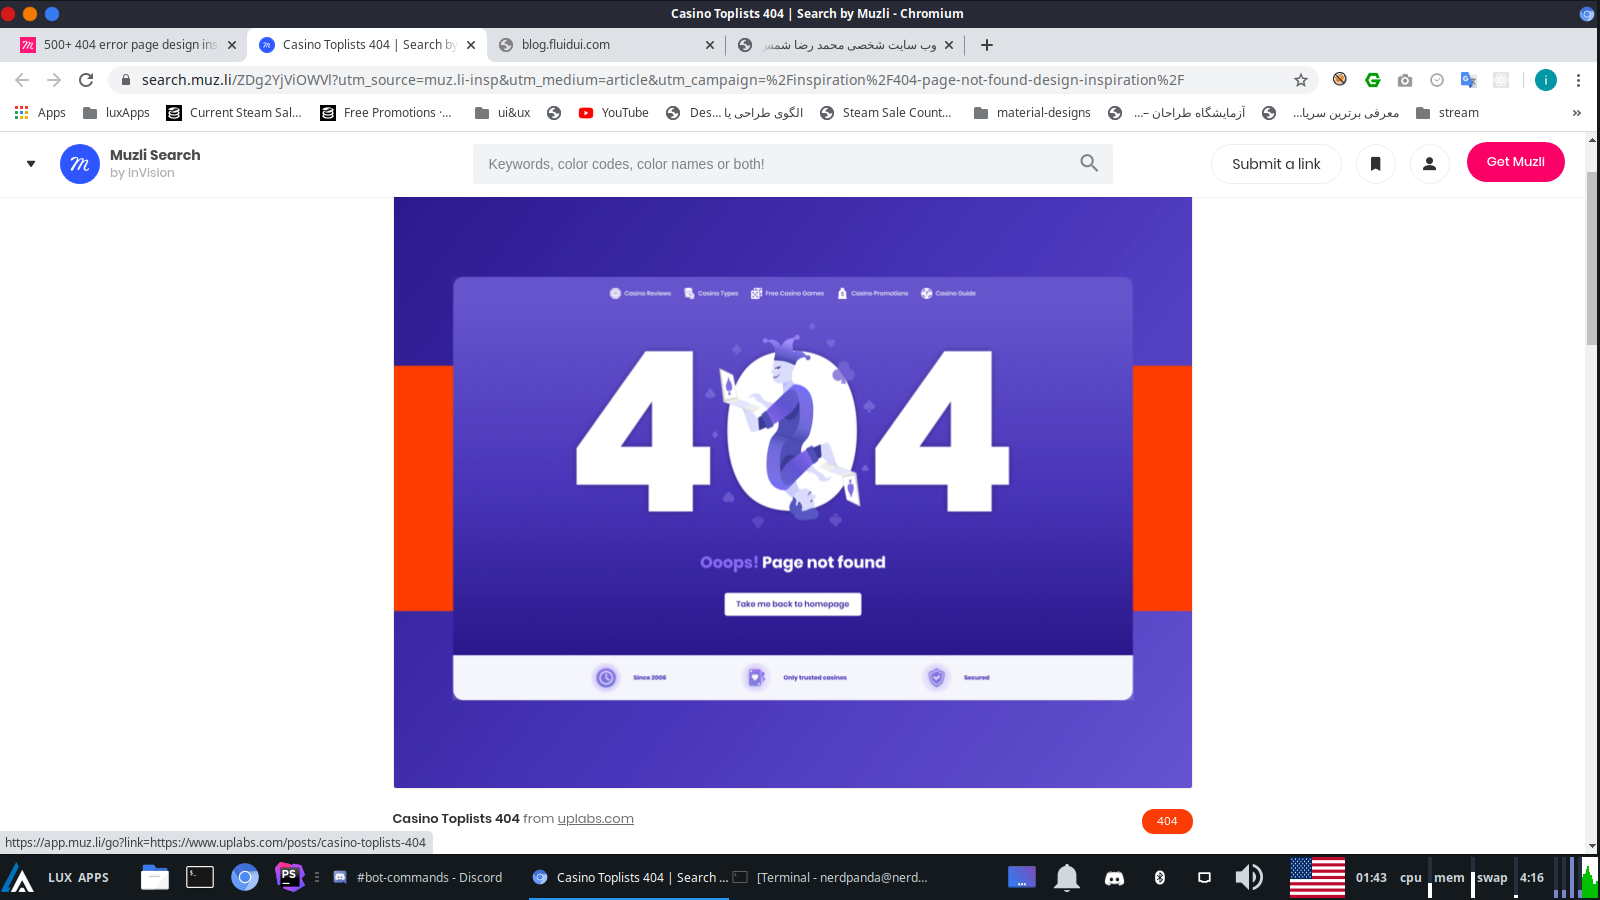 Casino Toplists 404 | Search by Muzli - Chromium
500+ 404 error page design ins
Casino Toplists 404 | Search by
blog.fluidui.com
وب سایت شخصی محمد رضا شمس
search.muz.li/ZDg2YjViOWVl?utm_source=muz.li-insp&utm_medium=article&utm_campaign=%2Finspiration%2F404-page-not-found-design-inspiration%2F
i
Apps
luxApps
Current Steam Sal...
Free Promotions ·...
ui&ux
YouTube
الگوی طراحی یا Des...
Steam Sale Count...
material-designs
آزمایشگاه طراحان –...
معرفی برترین سریا...
stream
»
Muzli Search
by InVision
Keywords, color codes, color names or both!
Submit a link
Get Muzli
Casino Reviews
Casino Types
Free Casino Games
Casino Promotions
Casino Guide
404
Ooops! Page not found
Take me back to homepage
Since 2006
Only trusted casinos
Secured
Casino Toplists 404 from uplabs.com
404
https://app.muz.li/go?link=https://www.uplabs.com/posts/casino-toplists-404
LUX APPS
PS
#bot-commands - Discord
Casino Toplists 404 | Search ...
[Terminal - nerdpanda@nerd...
01:43
cpu
mem
swap
4:16